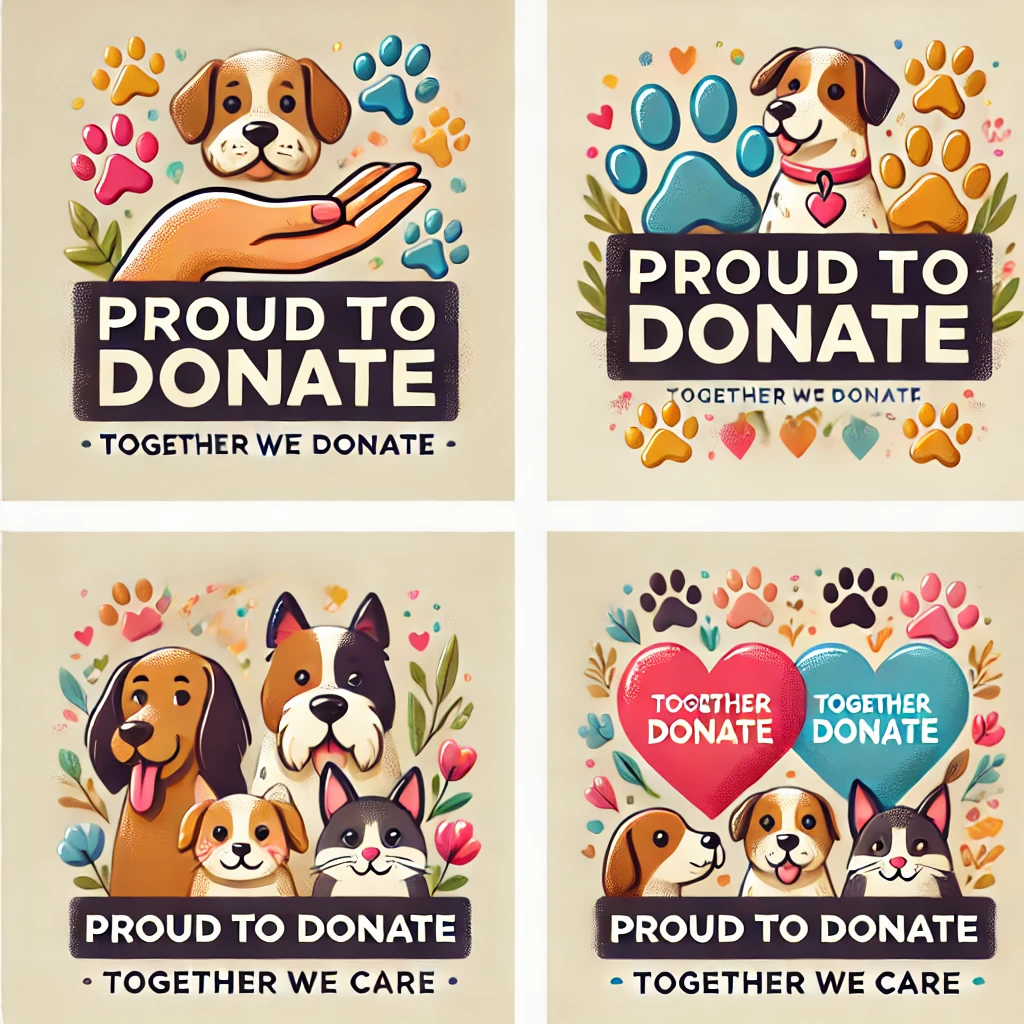 PROUD TO
DONATE
• TOGETHER WE DONATE •
PROUD TO
DONATE
TOGETHER WE DONATE
PROUD TO DONATE
• TOGETHER WE CARE •
TOGETHER
DONATE
TOGETHER
DONATE
PROUD TO DONATE
• TOGETHER WE CARE •